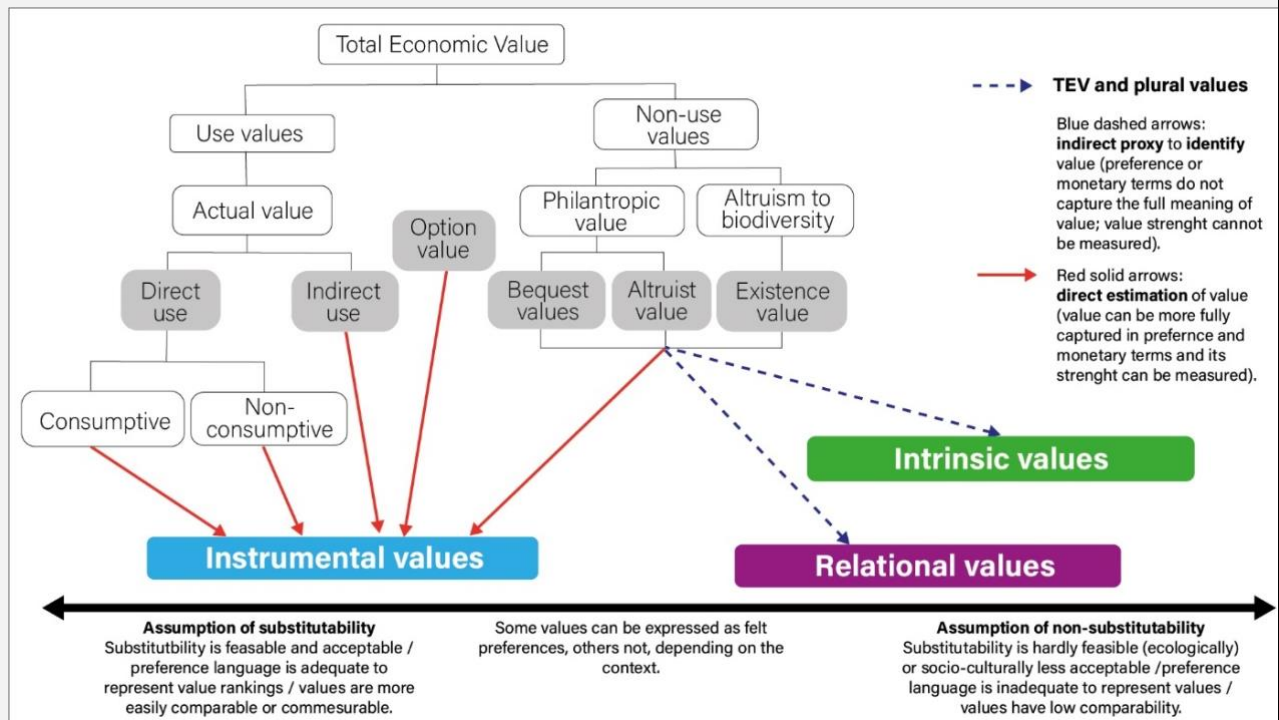 Total Economic Value
Use values
Non-use
values
Actual value
Philantropic
value
Altruism to
biodiversity
Option
value
Direct
use
Indirect
use
Bequest
values
Altruist
value
Existence
value
Consumptive
Non-
consumptive
TEV and plural values
Blue dashed arrows:
indirect proxy to identify
value (preference or
monetary terms do not
capture the full meaning of
value; value strenght cannot
be measured).
Red solid arrows:
direct estimation of value
(value can be more fully
captured in prefernce and
monetary terms and its
strenght can be measured).
Intrinsic values
Instrumental values
Relational values
Assumption of substitutability
Substitutbility is feasable and acceptable /
preference language is adequate to
represent value rankings / values are more
easily comparable or commesurable.
Some values can be expressed as felt
preferences, others not, depending on the
context.
Assumption of non-substitutability
Substitutability is hardly feasible (ecologically)
or socio-culturally less acceptable /preference
language is inadequate to represent values /
values have low comparability.